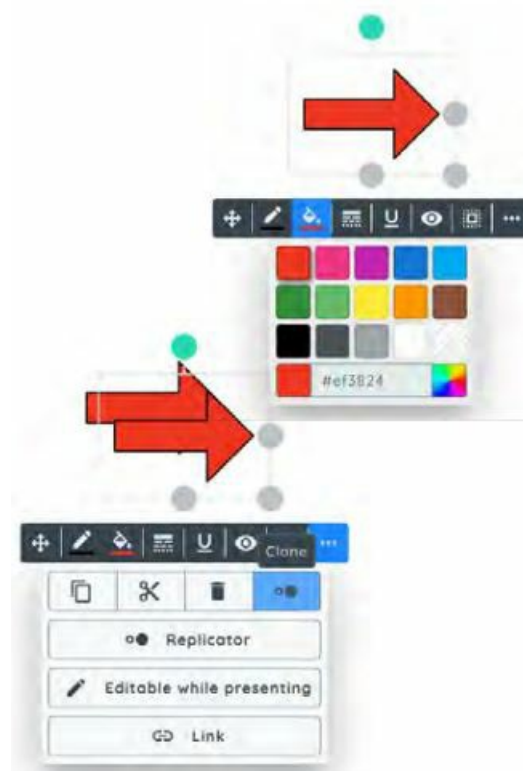 #ef3824
Clone
Replicator
Editable while presenting
Link